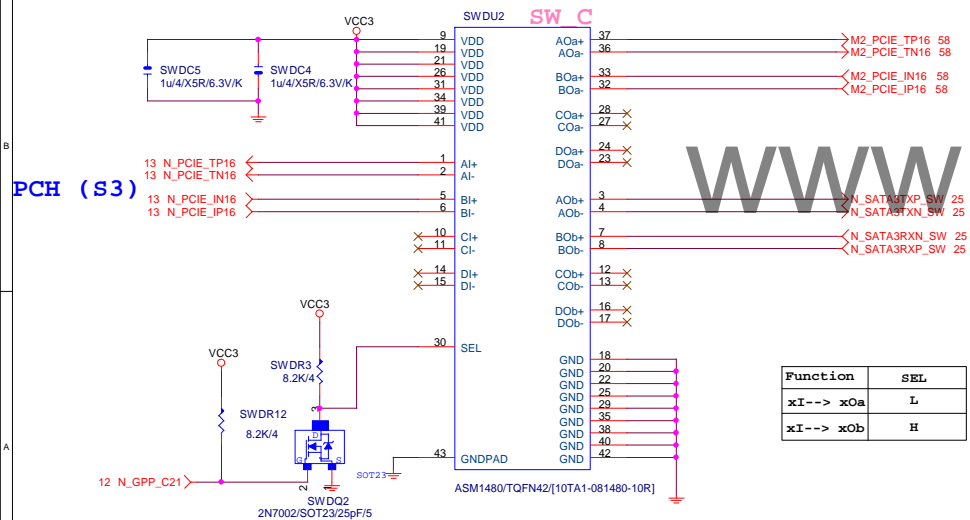 SWDU2
SW_C
VCC3
SWDC5
1u/4/X5R/6.3V/K
SWDC4
1u/4/X5R/6.3V/K
9 VDD
19 VDD
21 VDD
26 VDD
31 VDD
34 VDD
39 VDD
41 VDD
AOa+ 37 M2_PCIE_TP16 58
AOa- 36 M2_PCIE_TN16 58
BOa+ 33 M2_PCIE_IN16 58
BOa- 32 M2_PCIE_IP16 58
COa+ 28
COa- 27
DOa+ 24
DOa- 23
B
WWW
13 N_PCIE_TP16 1 AI+
13 N_PCIE_TN16 2 AI-
PCH (S3)
13 N_PCIE_IN16 5 BI+
13 N_PCIE_IP16 6 BI-
10 CI+
11 CI-
14 DI+
15 DI-
AOb+ 3 N_SATA3TXP_SW 25
AOb- 4 N_SATA3TXN_SW 25
BOb+ 7 N_SATA3RXN_SW 25
BOb- 8 N_SATA3RXP_SW 25
COb+ 12
COb- 13
DOb+ 16
DOb- 17
VCC3
30 SEL
VCC3
SWDR3
8.2K/4
SWDR12
8.2K/4
3
D
G
S
2
1
SOT23
12 N_GPP_C21
SWDQ2
2N7002/SOT23/25pF/5
A
43 GNDPAD
GND 18
GND 20
GND 22
GND 25
GND 29
GND 35
GND 38
GND 40
GND 42
ASM1480/TQFN42/[10TA1-081480-10R]
Function SEL
xI--> xOa L
xI--> xOb H